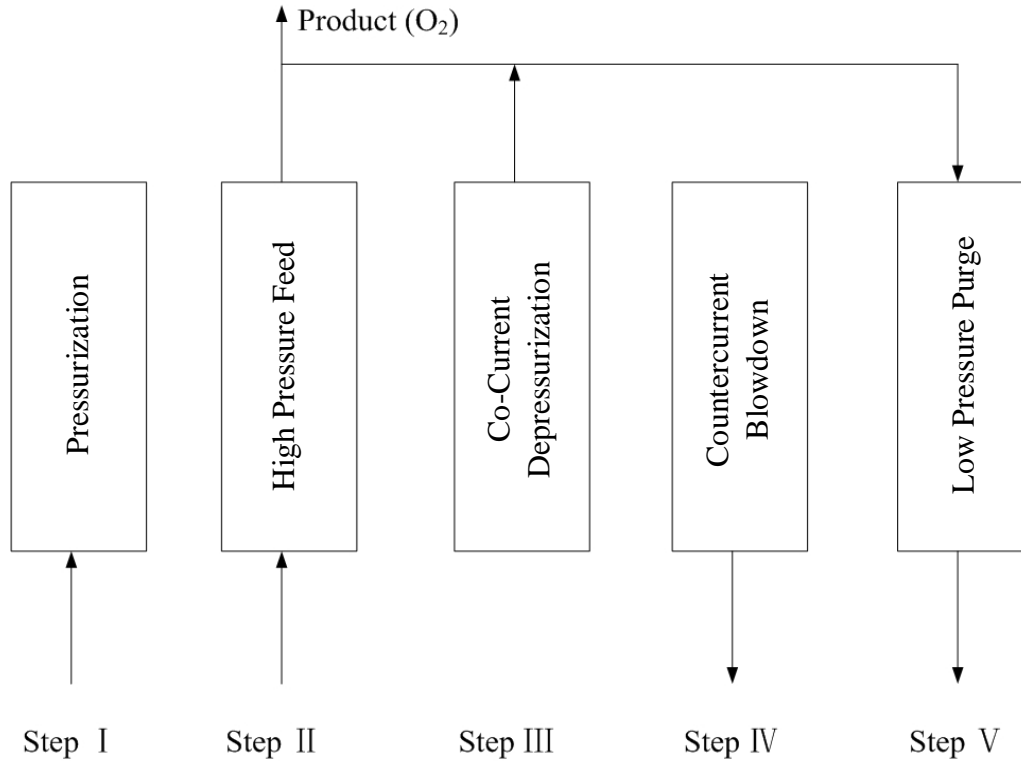 Product (O₂)
Pressurization
High Pressure Feed
Co-Current
Depressurization
Countercurrent
Blowdown
Low Pressure Purge
Step Ⅰ
Step Ⅱ
Step Ⅲ
Step Ⅳ
Step Ⅴ